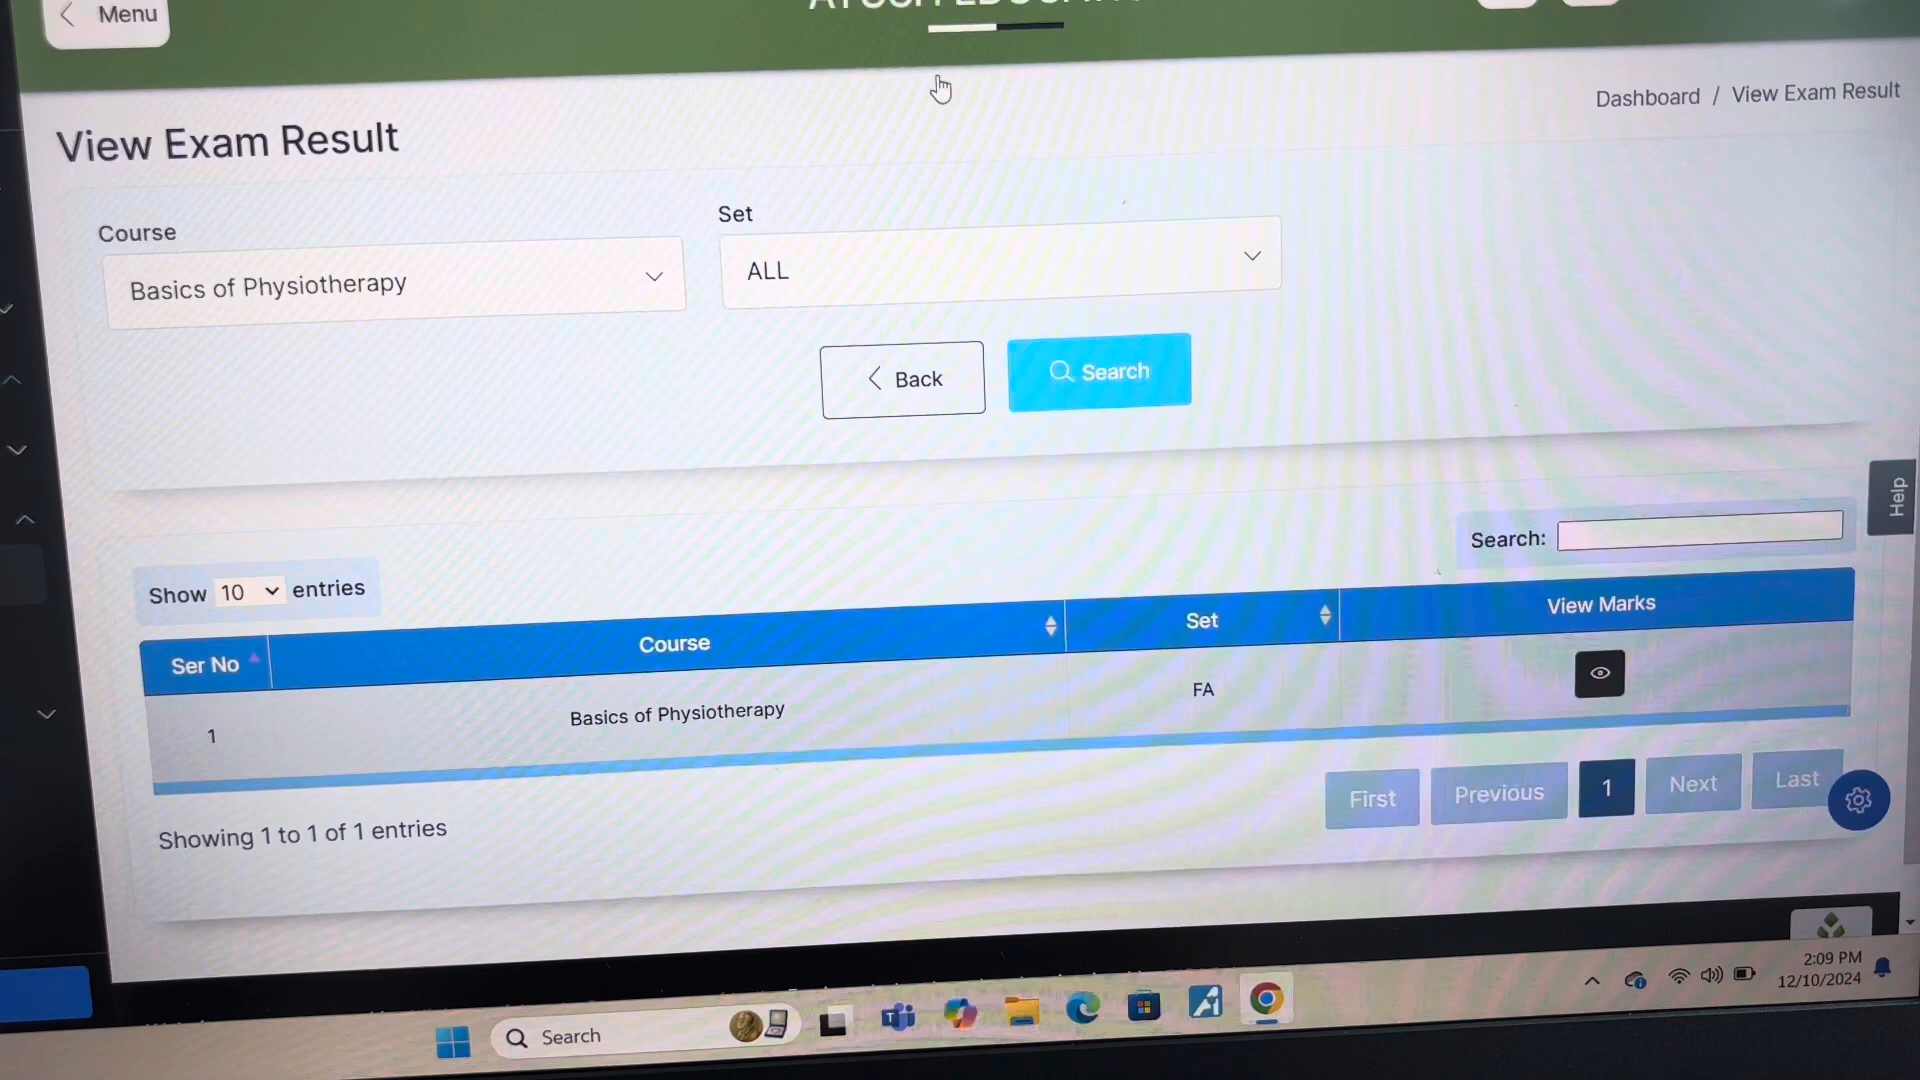 Menu
Dashboard / View Exam Result
View Exam Result
Course
Set
Basics of Physiotherapy
ALL
Back
Search
Help
Search:
Show 10 entries
Ser No
Course
Set
View Marks
1
Basics of Physiotherapy
FA
Showing 1 to 1 of 1 entries
First
Previous
1
Next
Last
Search
2:09 PM
12/10/2024